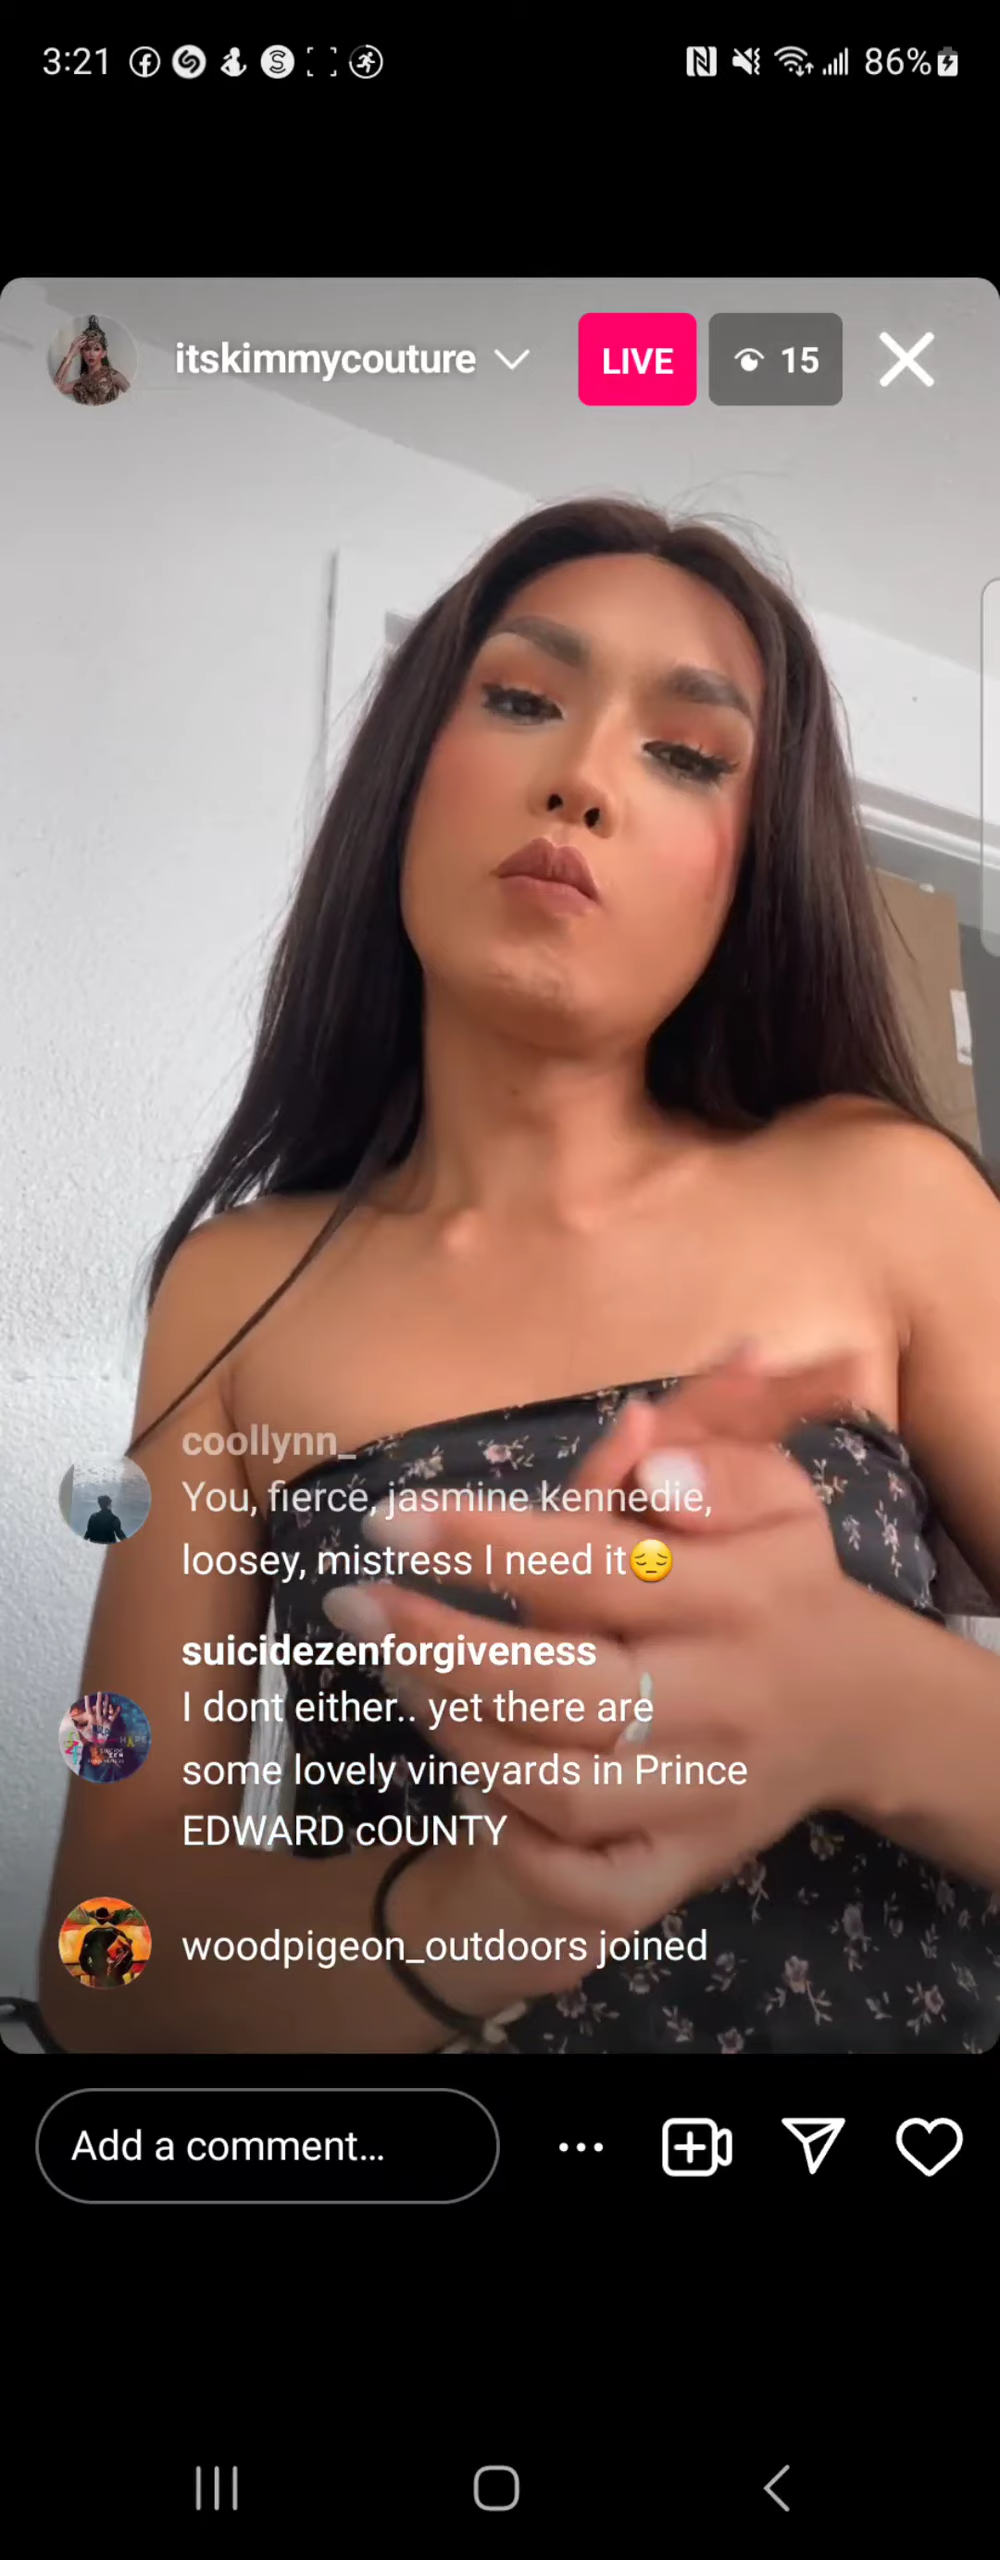 3:21
86%
itskimmycouture
LIVE
15
coollynn_
You, fierce, jasmine kennedie,
loosey, mistress I need it😔
suicidezenforgiveness
I dont either.. yet there are
some lovely vineyards in Prince
EDWARD cOUNTY
woodpigeon_outdoors joined
Add a comment...